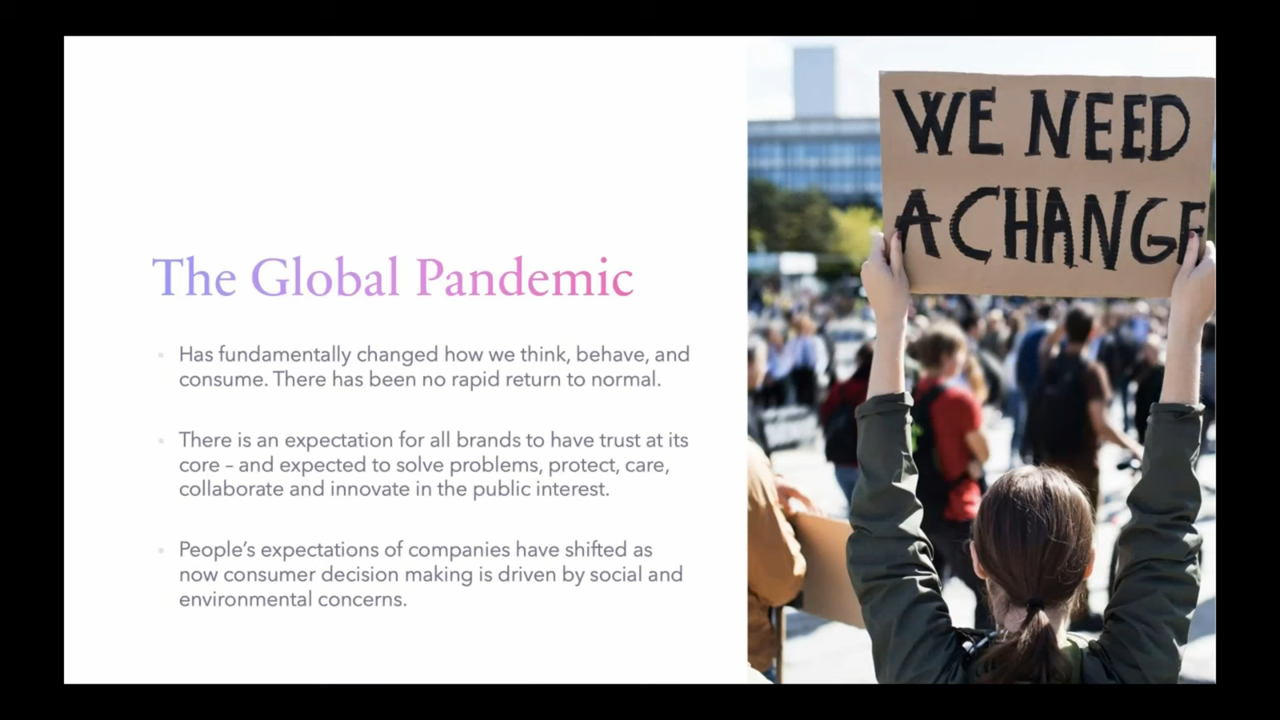 The Global Pandemic
Has fundamentally changed how we think, behave, and
consume. There has been no rapid return to normal.
There is an expectation for all brands to have trust at its
core – and expected to solve problems, protect, care,
collaborate and innovate in the public interest.
People’s expectations of companies have shifted as
now consumer decision making is driven by social and
environmental concerns.
WE NEED
A CHANGE